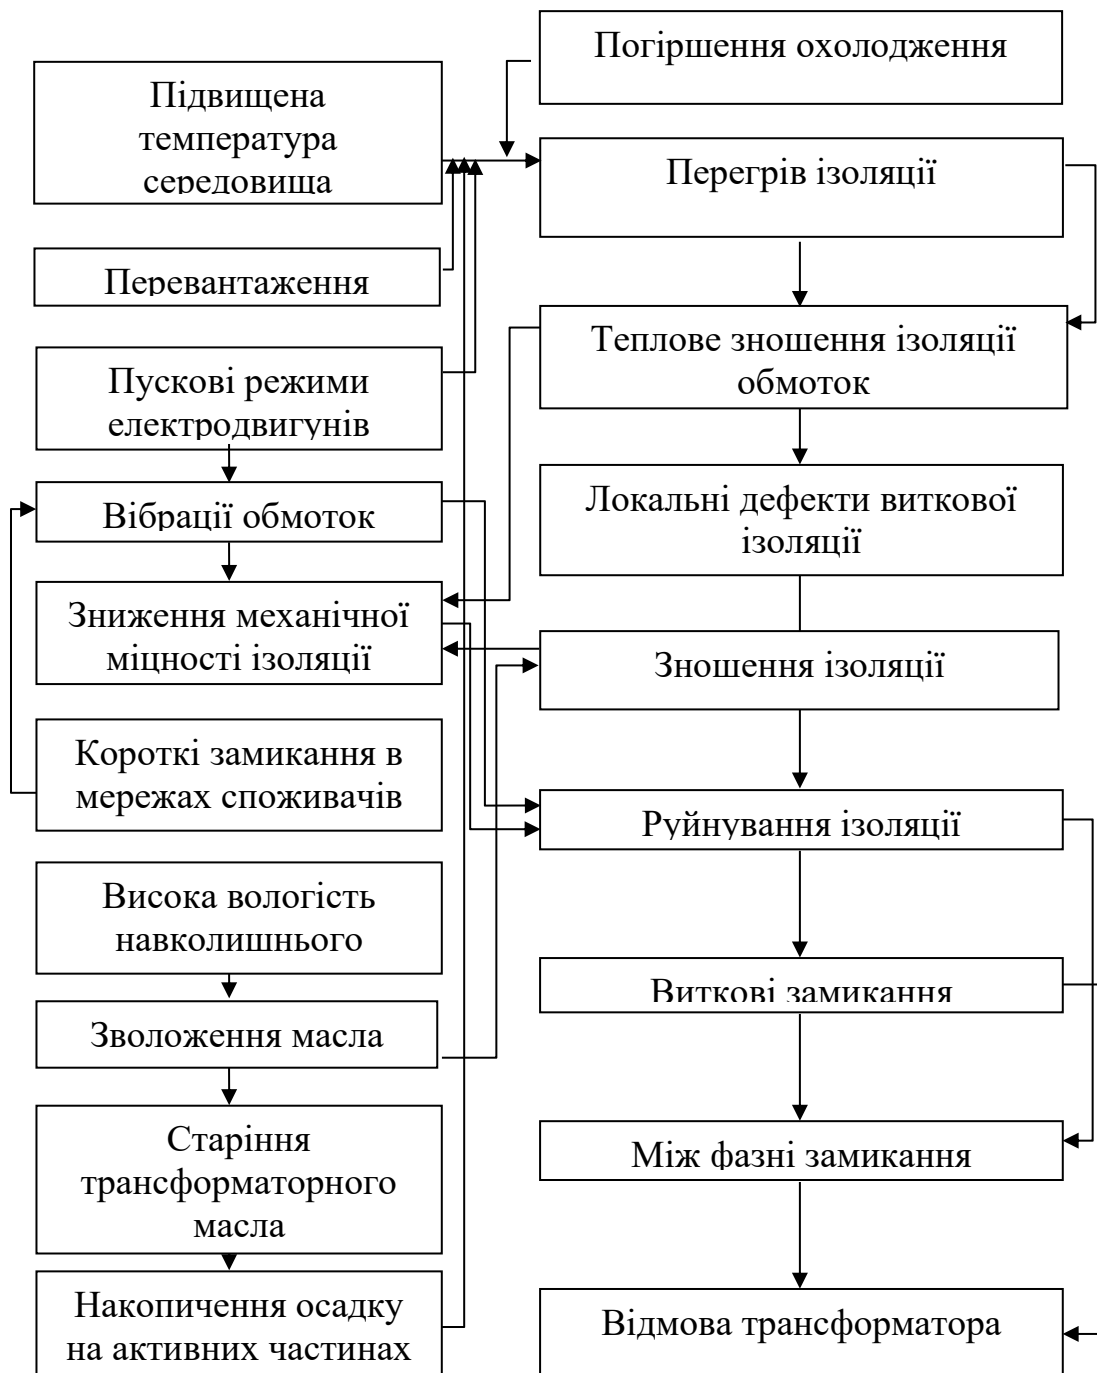 Погіршення охолодження
Підвищена
температура
середовища
Перегрів ізоляції
Перевантаження
Теплове зношення ізоляції
обмоток
Пускові режими
електродвигунів
Локальні дефекти виткової
ізоляції
Вібрації обмоток
Зниження механічної
міцності ізоляції
Зношення ізоляції
Короткі замикання в
мережах споживачів
Руйнування ізоляції
Висока вологість
навколишнього
Виткові замикання
Зволоження масла
Старіння
трансформаторного
масла
Між фазні замикання
Накопичення осадку
на активних частинах
Відмова трансформатора